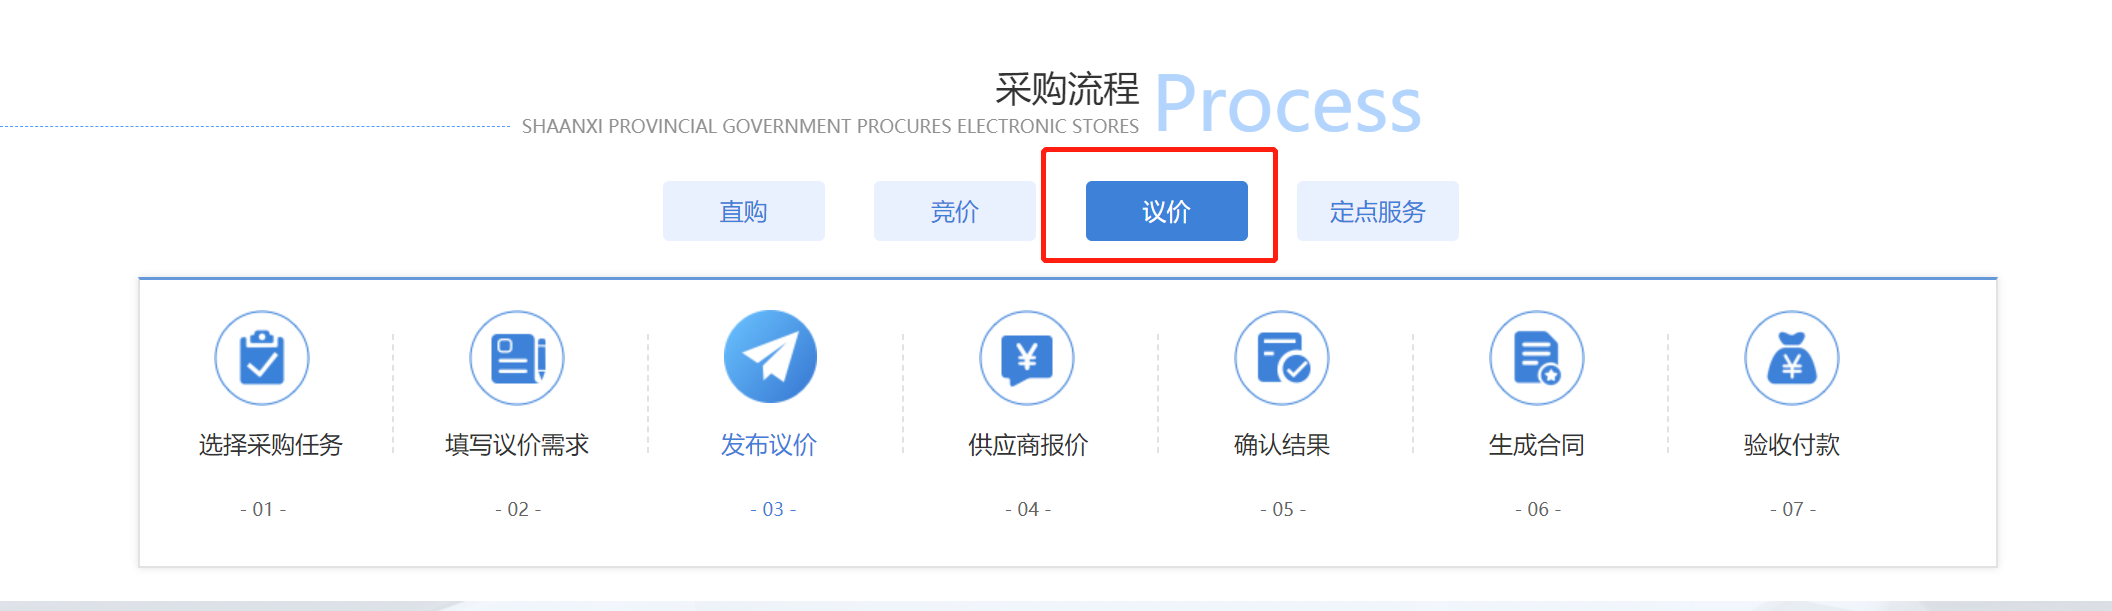 采购流程 Process
SHAANXI PROVINCIAL GOVERNMENT PROCURES ELECTRONIC STORES
直购 竞价 议价 定点服务
选择采购任务 填写议价需求 发布议价 供应商报价 确认结果 生成合同 验收付款
- 01 - - 02 - - 03 - - 04 - - 05 - - 06 - - 07 -